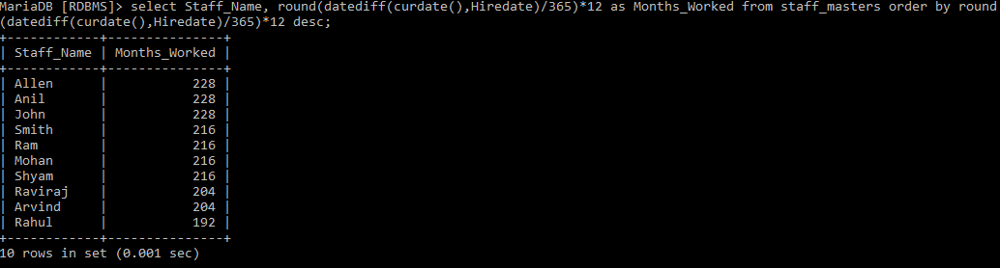 MariaDB [RDBMS]> select Staff_Name, round(datediff(curdate(),Hiredate)/365)*12 as Months_Worked from staff_masters order by round
(datediff(curdate(),Hiredate)/365)*12 desc;
+------------+---------------+
| Staff_Name | Months_Worked |
+------------+---------------+
| Allen      |           228 |
| Anil       |           228 |
| John       |           228 |
| Smith      |           216 |
| Ram        |           216 |
| Mohan      |           216 |
| Shyam      |           216 |
| Raviraj    |           204 |
| Arvind     |           204 |
| Rahul      |           192 |
+------------+---------------+
10 rows in set (0.001 sec)